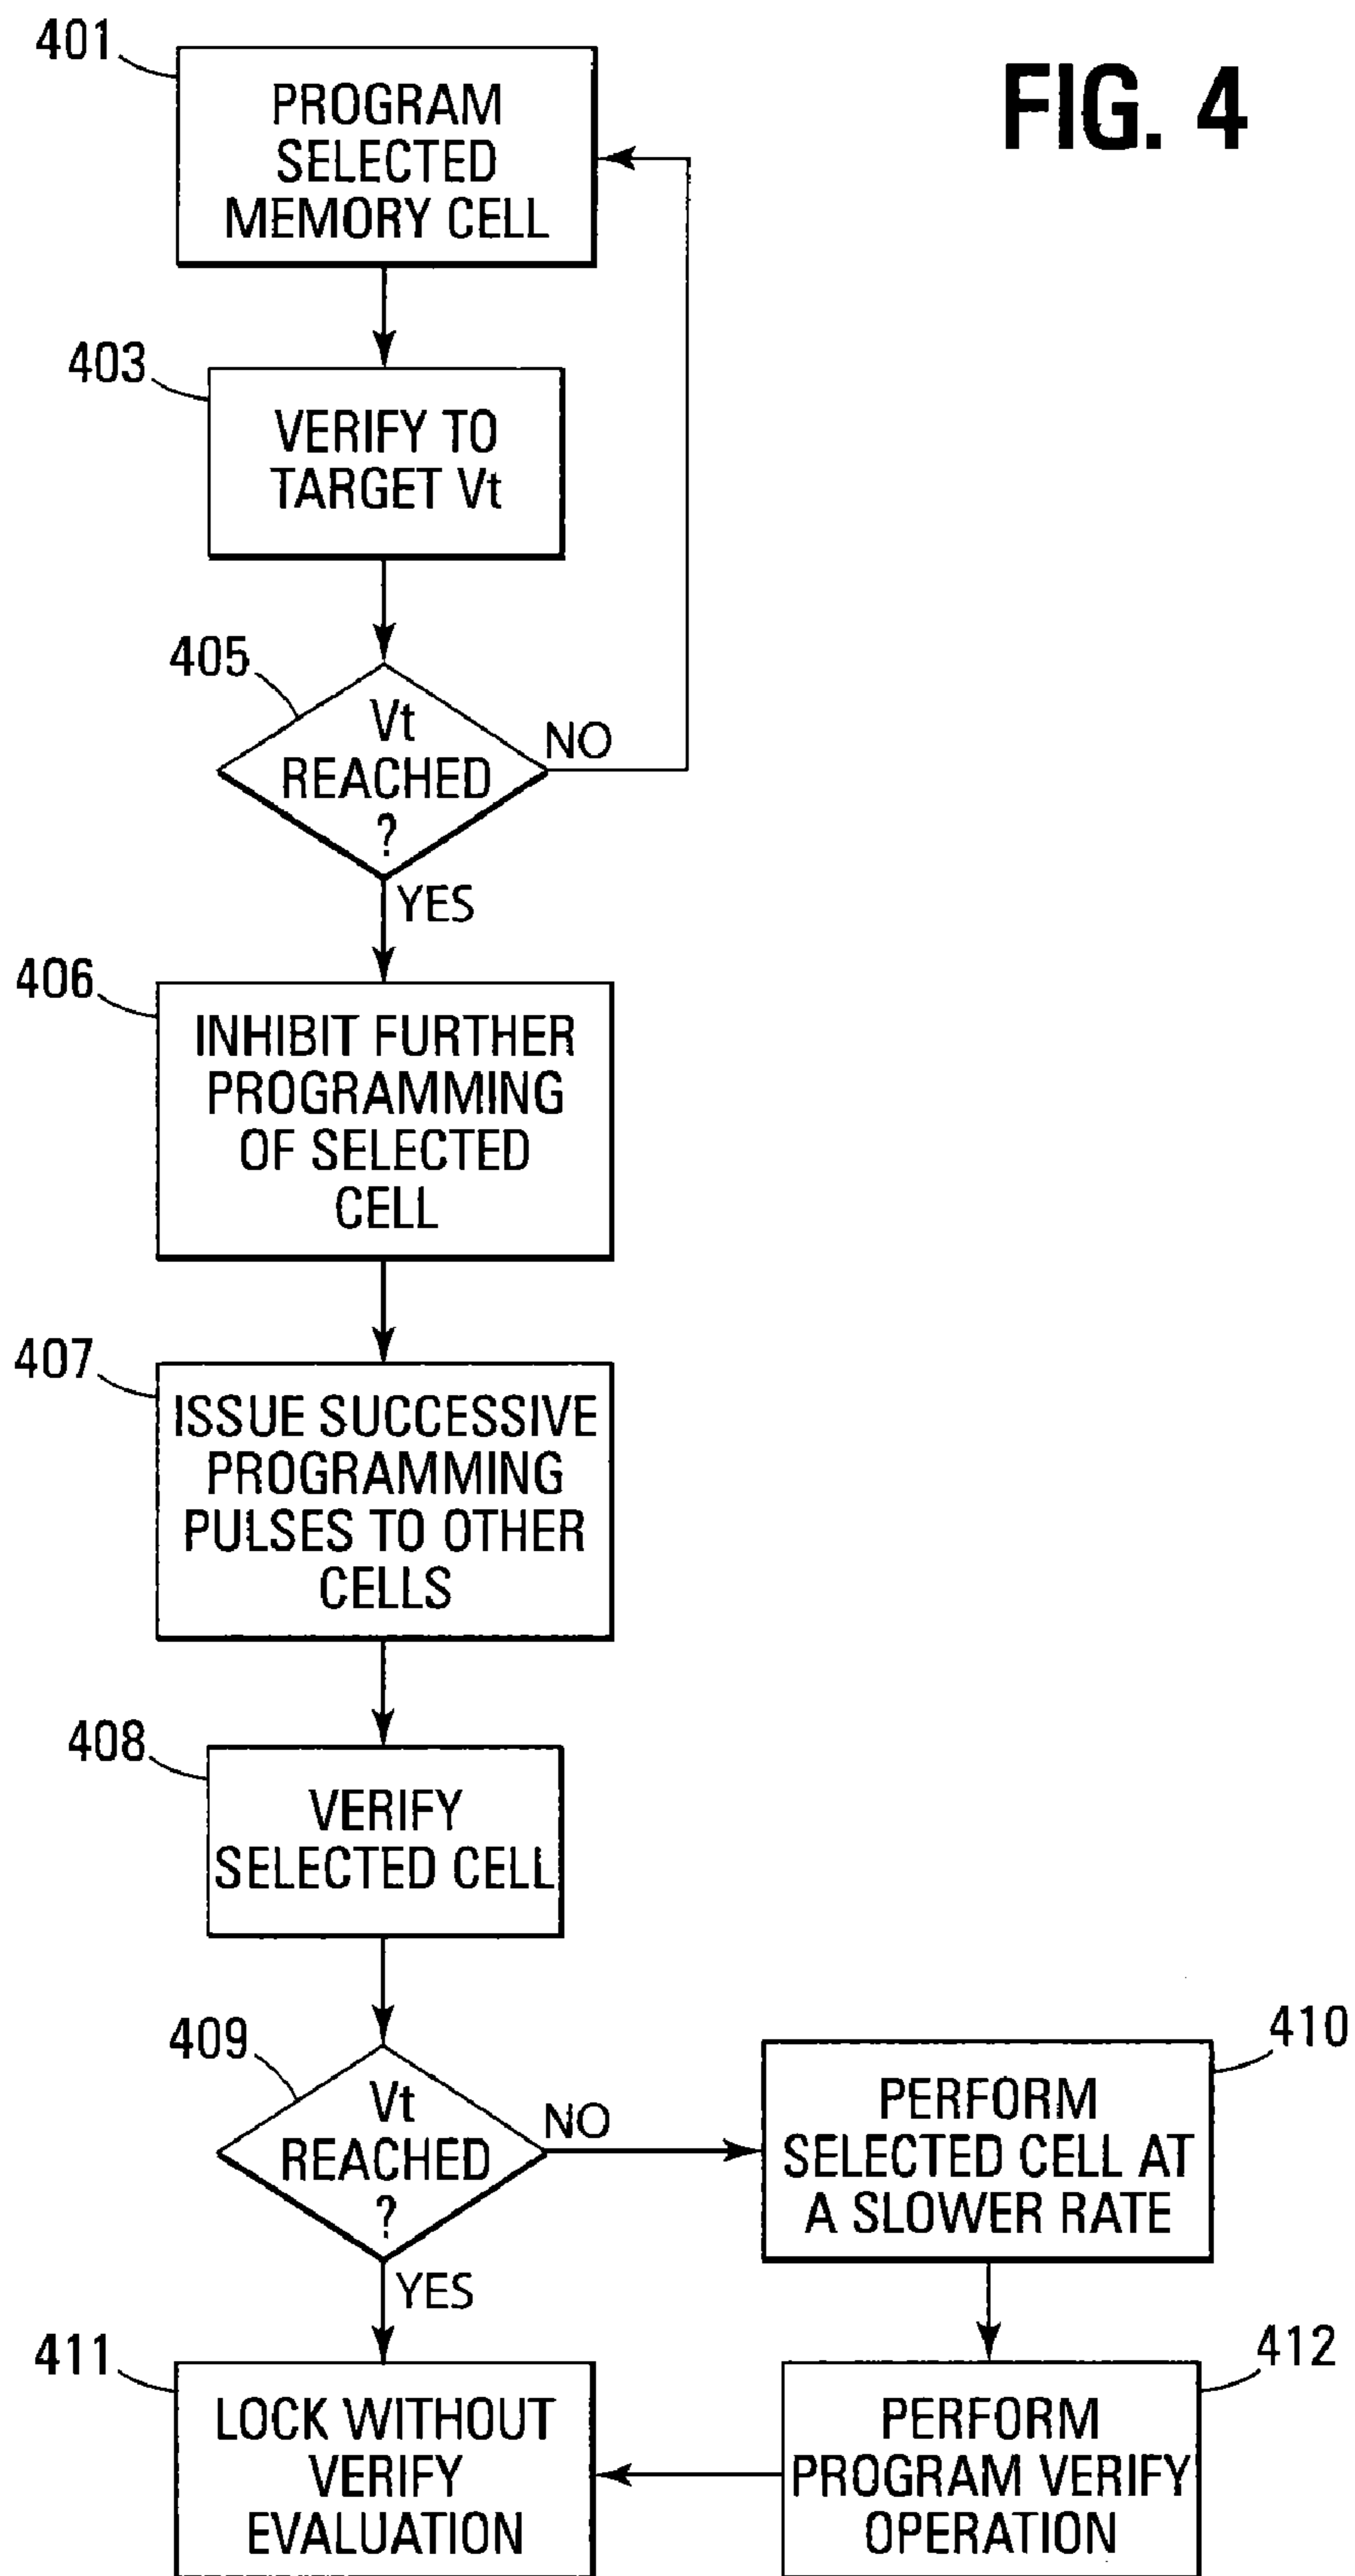 FIG. 4
401
PROGRAM
SELECTED
MEMORY CELL
403
VERIFY TO
TARGET Vt
405
Vt
REACHED
?
NO
YES
406
INHIBIT FURTHER
PROGRAMMING
OF SELECTED
CELL
407
ISSUE SUCCESSIVE
PROGRAMMING
PULSES TO OTHER
CELLS
408
VERIFY
SELECTED CELL
409
Vt
REACHED
?
NO
YES
410
PERFORM
SELECTED CELL AT
A SLOWER RATE
411
LOCK WITHOUT
VERIFY
EVALUATION
412
PERFORM
PROGRAM VERIFY
OPERATION